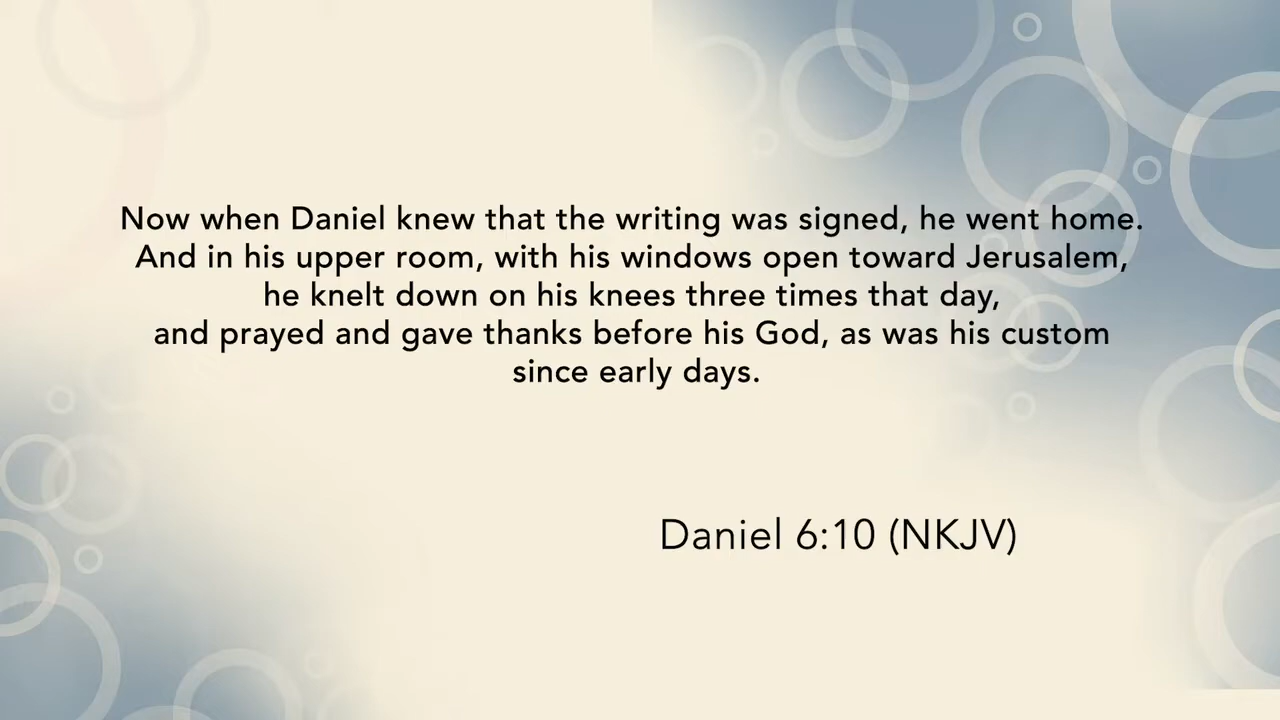 Now when Daniel knew that the writing was signed, he went home.
And in his upper room, with his windows open toward Jerusalem,
he knelt down on his knees three times that day,
and prayed and gave thanks before his God, as was his custom
since early days.
Daniel 6:10 (NKJV)